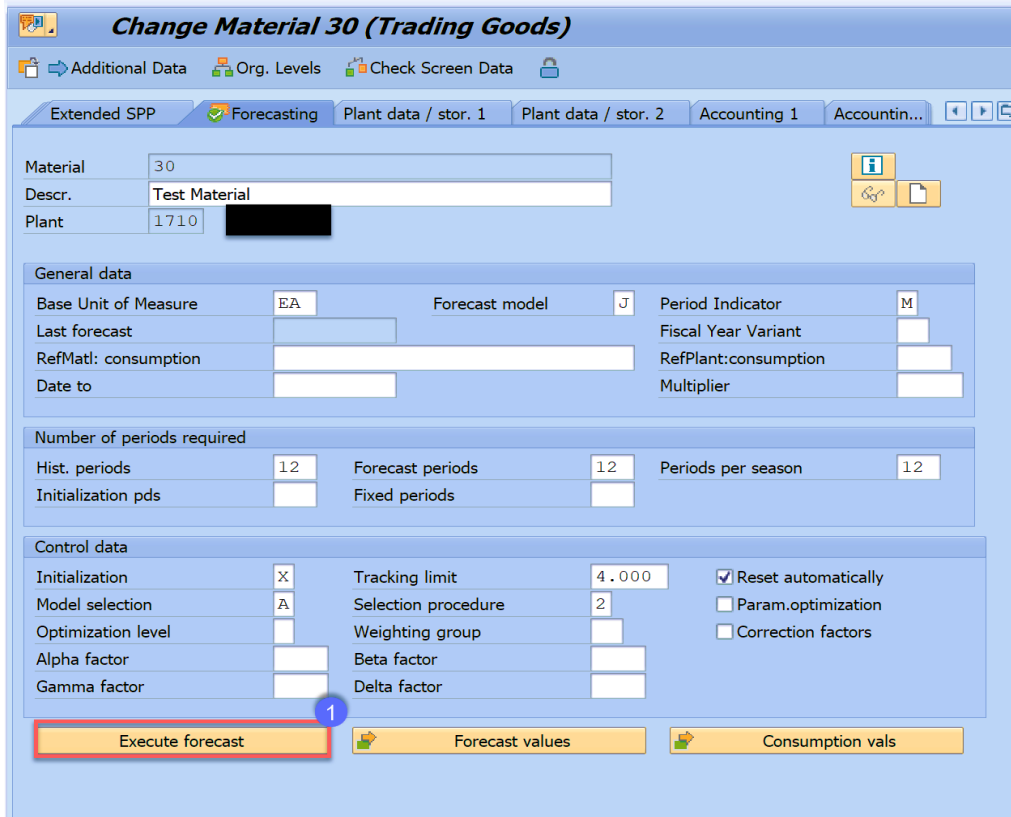 Change Material 30 (Trading Goods)
Additional Data Org. Levels Check Screen Data
Extended SPP Forecasting Plant data / stor. 1 Plant data / stor. 2 Accounting 1 Accountin...
Material 30
Descr. Test Material
Plant 1710
General data
Base Unit of Measure EA Forecast model J Period Indicator M
Last forecast Fiscal Year Variant
RefMatl: consumption RefPlant:consumption
Date to Multiplier
Number of periods required
Hist. periods 12 Forecast periods 12 Periods per season 12
Initialization pds Fixed periods
Control data
Initialization X Tracking limit 4.000 Reset automatically
Model selection A Selection procedure 2 Param.optimization
Optimization level Weighting group Correction factors
Alpha factor Beta factor
Gamma factor Delta factor
1
Execute forecast Forecast values Consumption vals